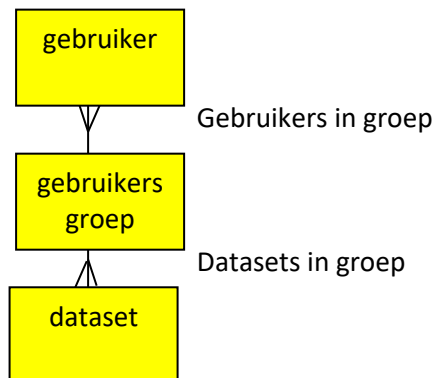 gebruiker
Gebruikers in groep
gebruikers
groep
Datasets in groep
dataset